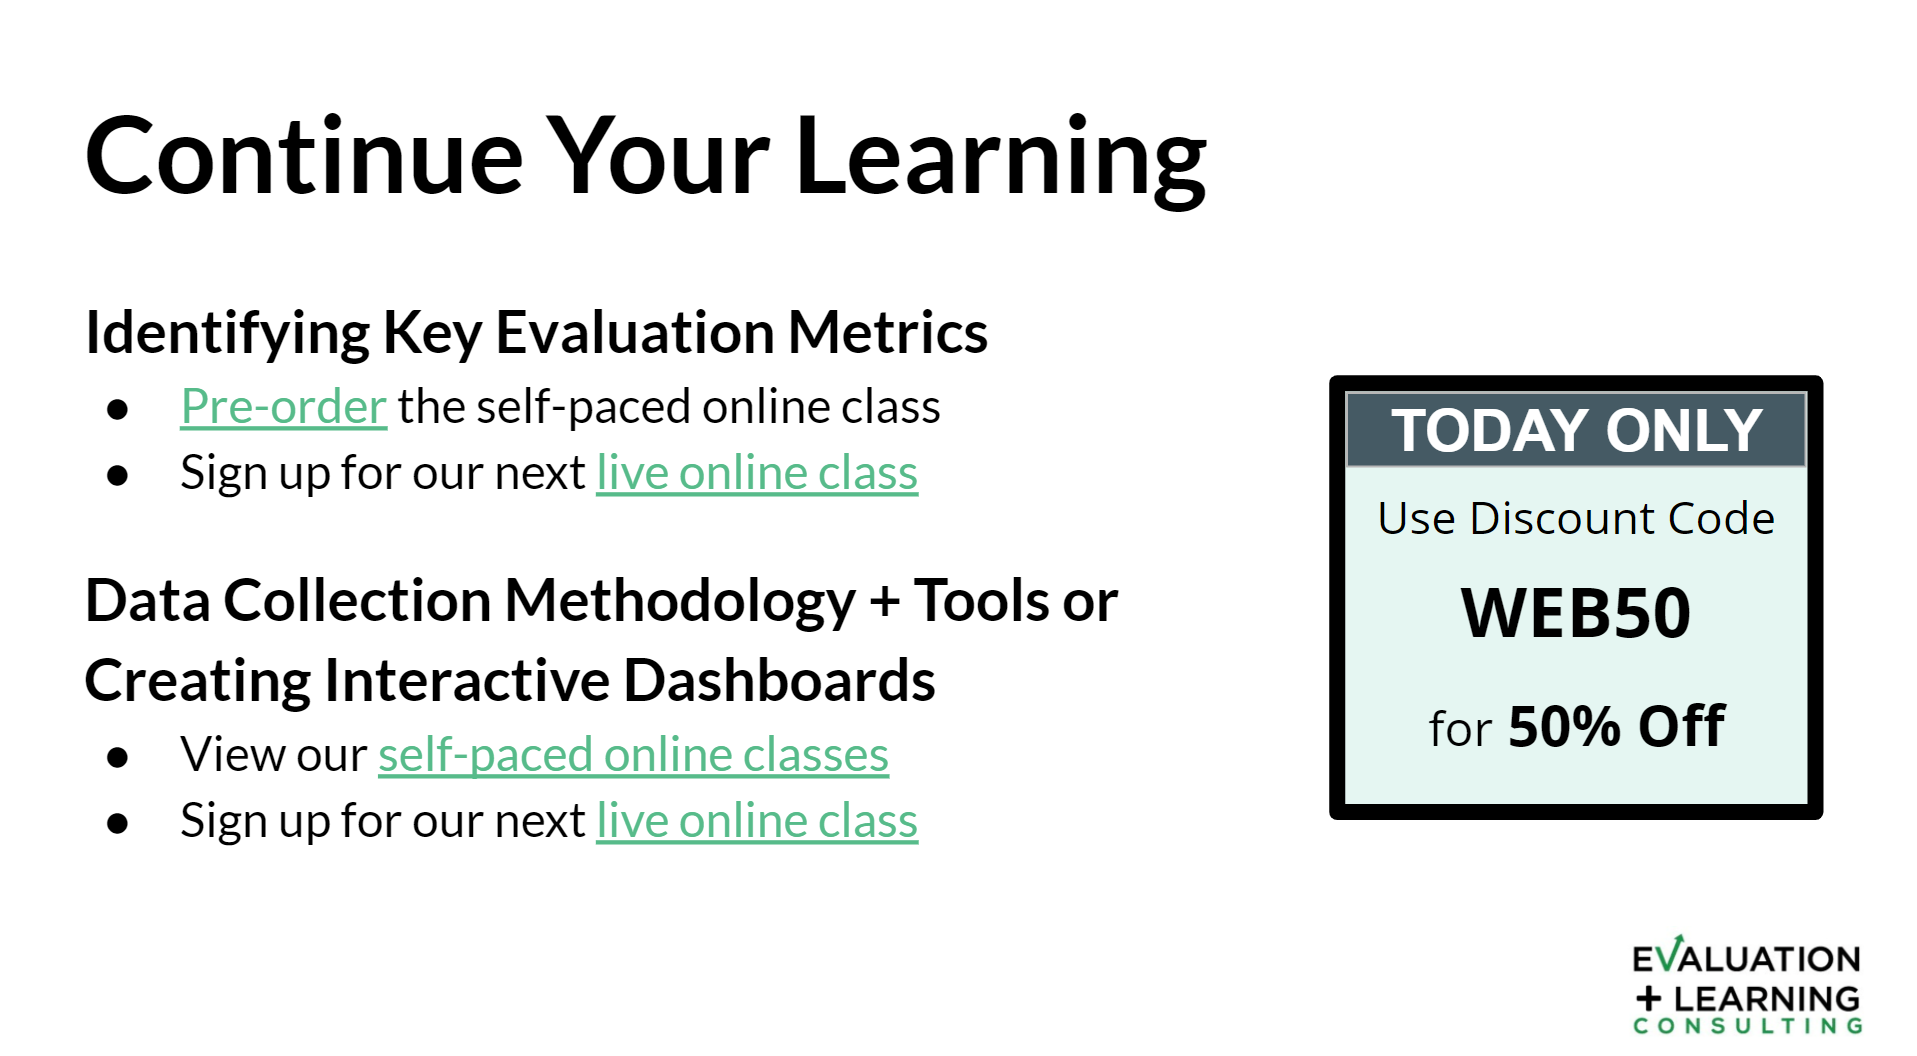 Continue Your Learning
Identifying Key Evaluation Metrics
● Pre-order the self-paced online class
● Sign up for our next live online class
Data Collection Methodology + Tools or
Creating Interactive Dashboards
● View our self-paced online classes
● Sign up for our next live online class
TODAY ONLY
Use Discount Code
WEB50
for 50% Off
EVALUATION
+ LEARNING
CONSULTING